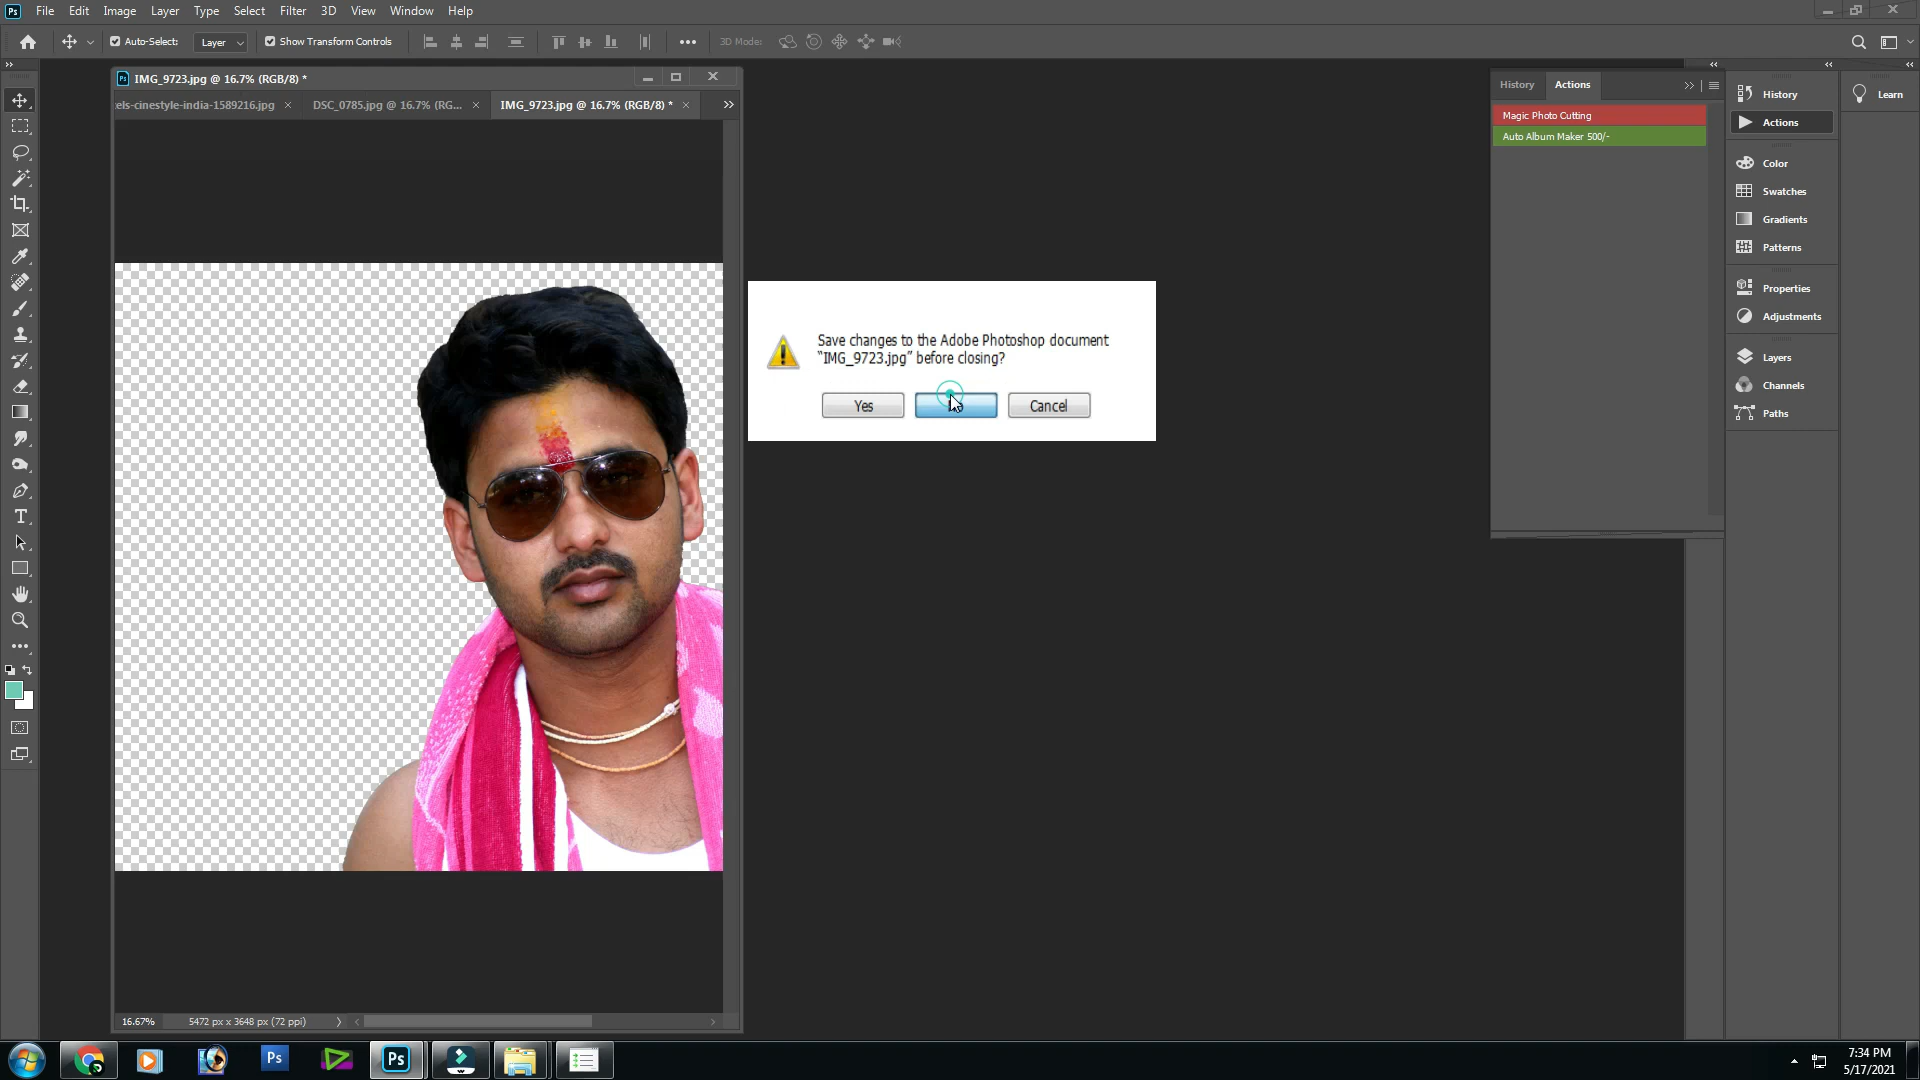 Ps File Edit Image Layer Type Select Filter 3D View Window Help
Auto-Select: Layer Show Transform Controls 3D Mode:
Ps IMG_9723.jpg @ 16.7% (RGB/8) *
els-cinestyle-india-1589216.jpg DSC_0785.jpg @ 16.7% (RG... IMG_9723.jpg @ 16.7% (RGB/8) *
History Actions
Magic Photo Cutting
Auto Album Maker 500/-
History
Actions
Color
Swatches
Gradients
Patterns
Properties
Adjustments
Layers
Channels
Paths
Learn
Save changes to the Adobe Photoshop document
“IMG_9723.jpg” before closing?
Yes Cancel
16.67% 5472 px x 3648 px (72 ppi)
Ps Ps
7:34 PM
5/17/2021